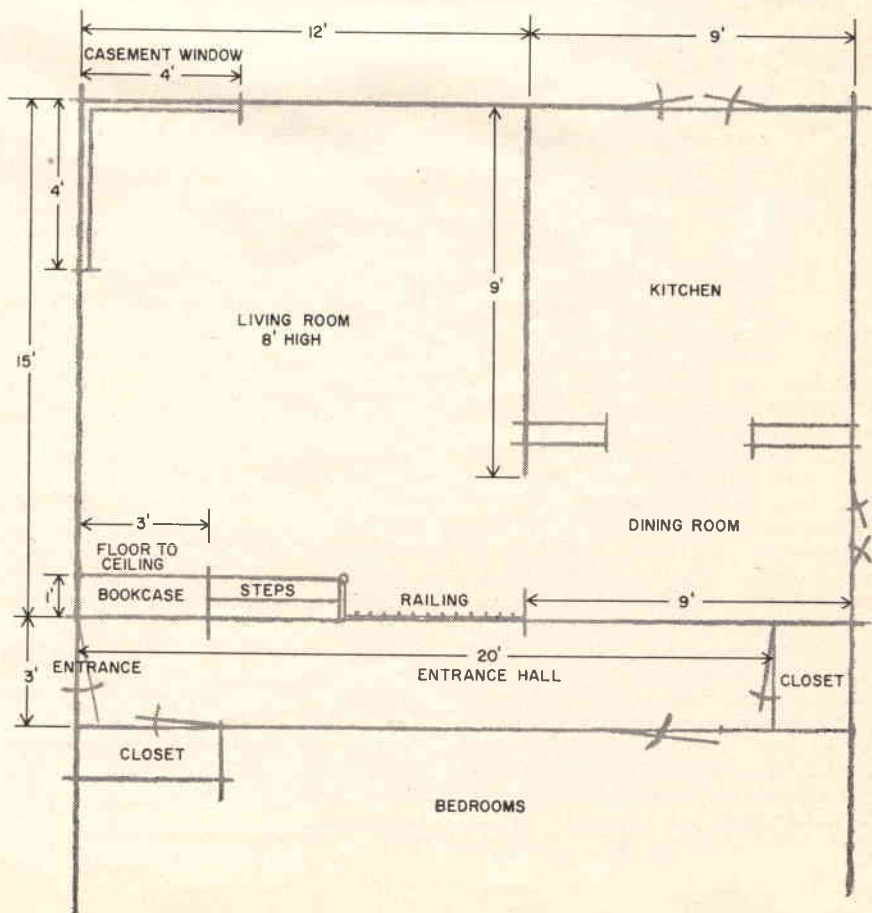 12'
9'
CASEMENT WINDOW
4'
4'
9'
KITCHEN
LIVING ROOM
8' HIGH
15'
3'
DINING ROOM
FLOOR TO
CEILING
BOOKCASE
STEPS
RAILING
1'
9'
3'
ENTRANCE
20'
ENTRANCE HALL
CLOSET
CLOSET
BEDROOMS